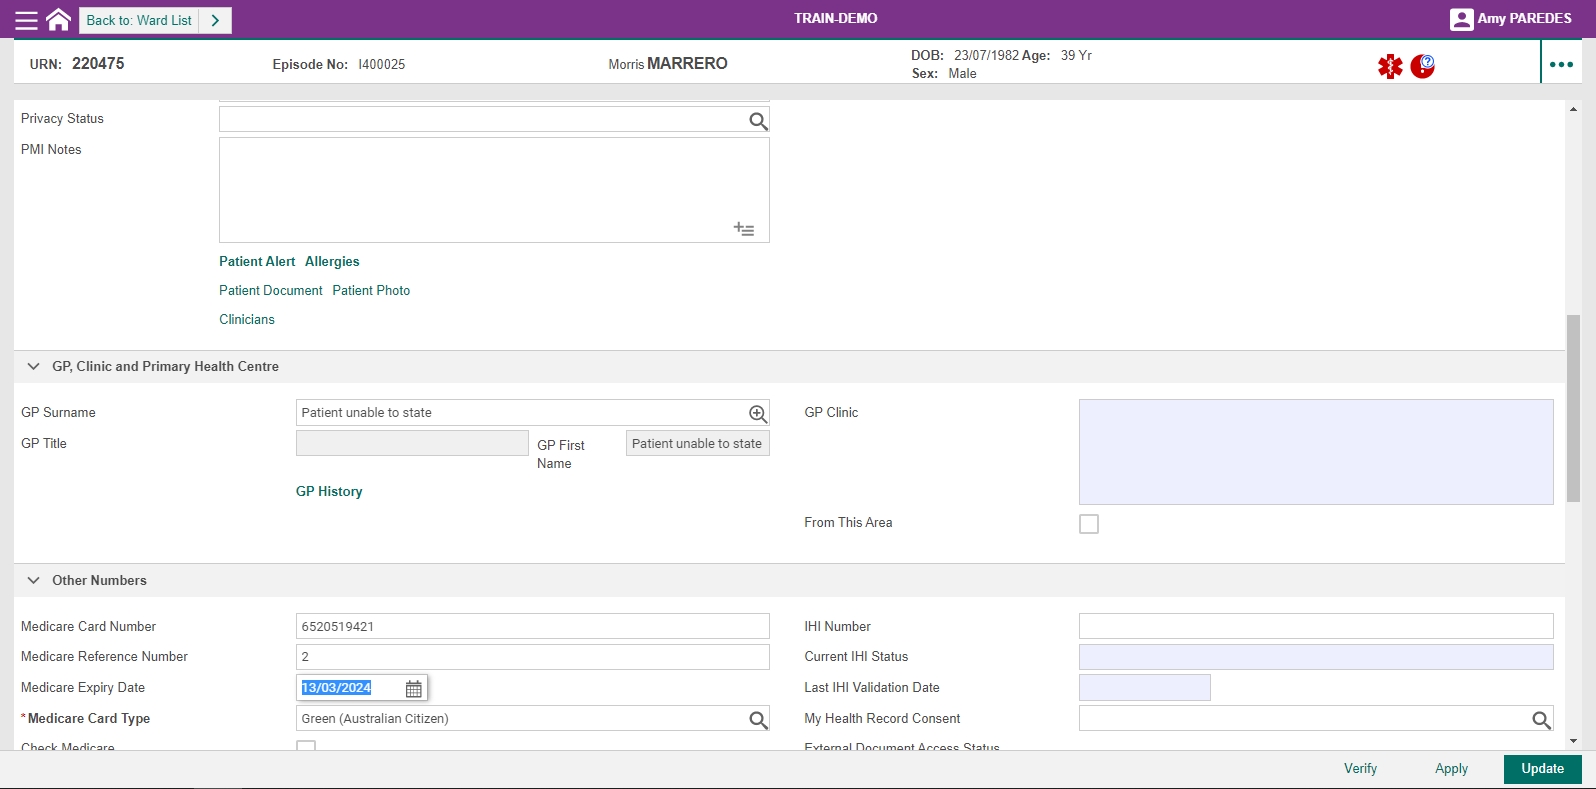 Back to: Ward List
TRAIN-DEMO
Amy PAREDES
URN: 220475
Episode No: I400025
Morris MARRERO
DOB: 23/07/1982 Age: 39 Yr
Sex: Male
Privacy Status
PMI Notes
Patient Alert Allergies
Patient Document Patient Photo
Clinicians
GP, Clinic and Primary Health Centre
GP Surname Patient unable to state
GP Clinic
GP Title
GP First Name Patient unable to state
GP History
From This Area
Other Numbers
Medicare Card Number 6520519421
IHI Number
Medicare Reference Number 2
Current IHI Status
Medicare Expiry Date 13/03/2024
Last IHI Validation Date
*Medicare Card Type Green (Australian Citizen)
My Health Record Consent
Check Medicare
External Document Access Status
Verify
Apply
Update